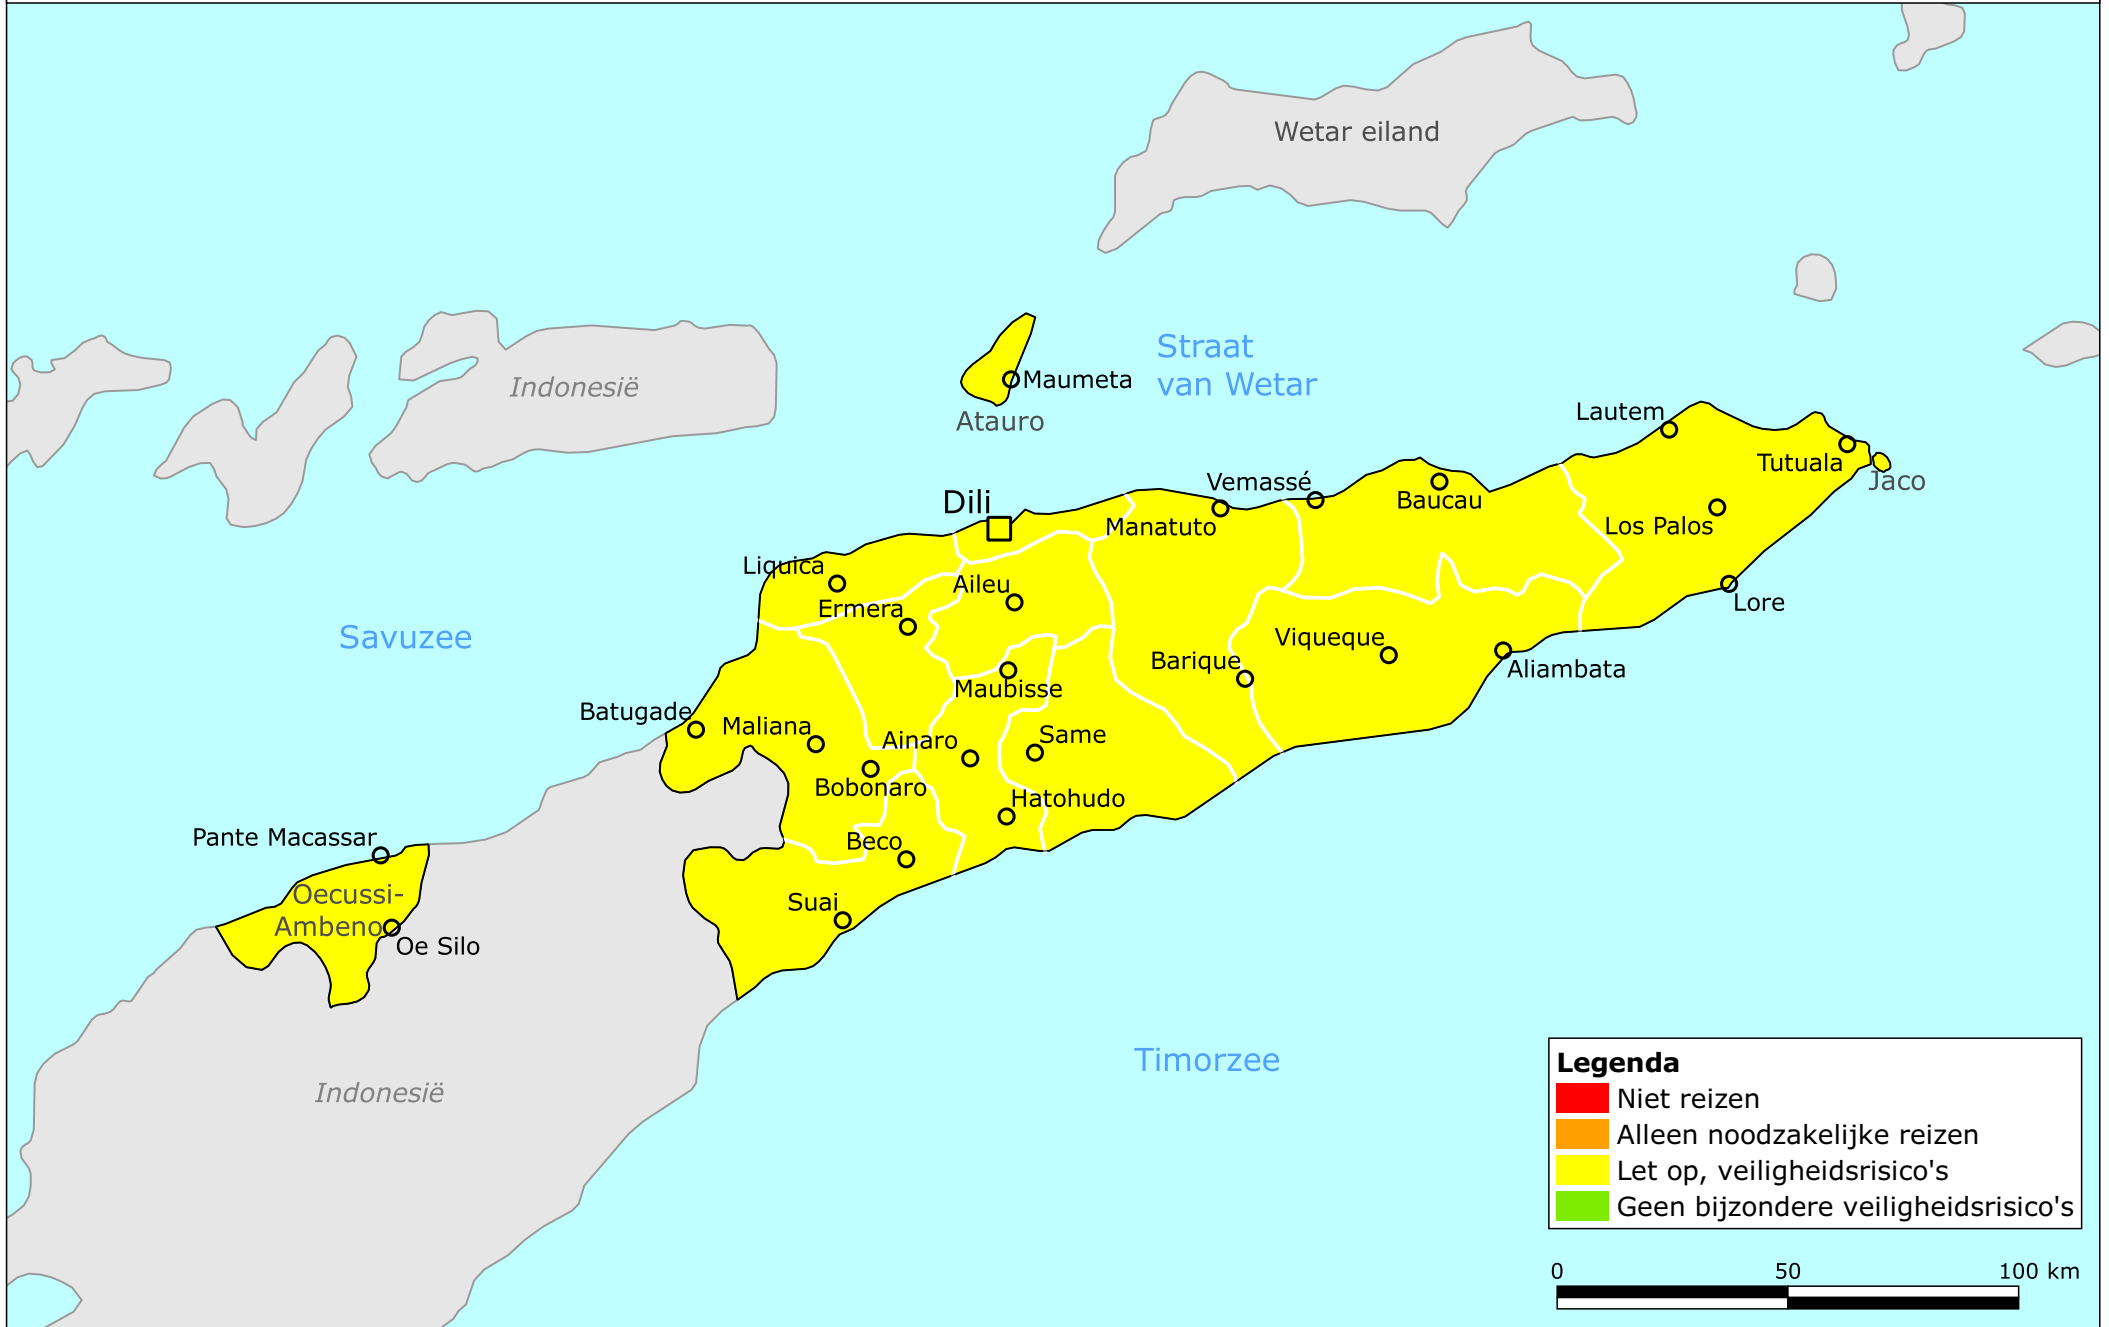 Wetar eiland
Indonesië
Maumeta
Atauro
Straat
van Wetar
Lautem
Tutuala
Jaco
Vemassé
Baucau
Dili
Manatuto
Los Palos
Liquica
Aileu
Ermera
Lore
Savuzee
Viqueque
Barique
Aliambata
Maubisse
Batugade
Maliana
Ainaro
Same
Bobonaro
Hatohudo
Pante Macassar
Beco
Oecussi-
Ambeno
Suai
Oe Silo
Timorzee
Indonesië
Legenda
Niet reizen
Alleen noodzakelijke reizen
Let op, veiligheidsrisico's
Geen bijzondere veiligheidsrisico's
0 50 100 km